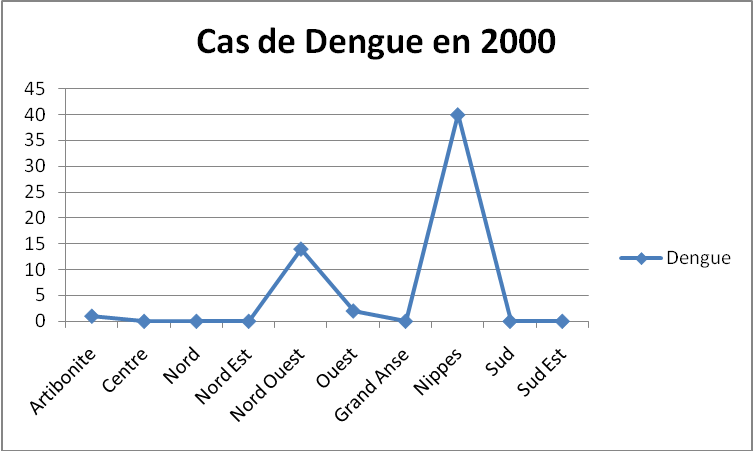 Cas de Dengue en 2000
45
40
35
30
25
20
15
10
5
0
Artibonite
Centre
Nord
Nord Est
Nord Ouest
Ouest
Grand Anse
Nippes
Sud
Sud Est
Dengue